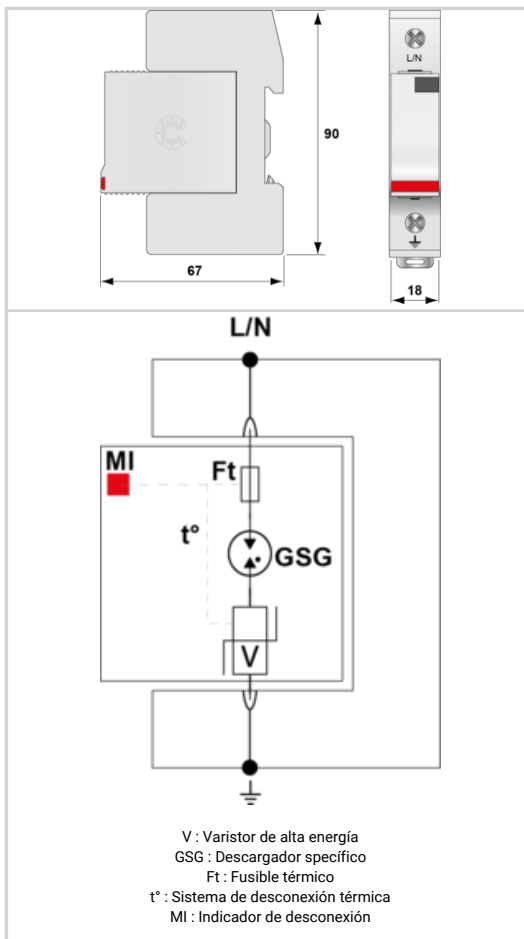 L/N
90
67
18
L/N
MI
Ft
t°
GSG
V
V : Varistor de alta energía
GSG : Descargador specífico
Ft : Fusible térmico
t° : Sistema de desconexión térmica
MI : Indicador de desconexión